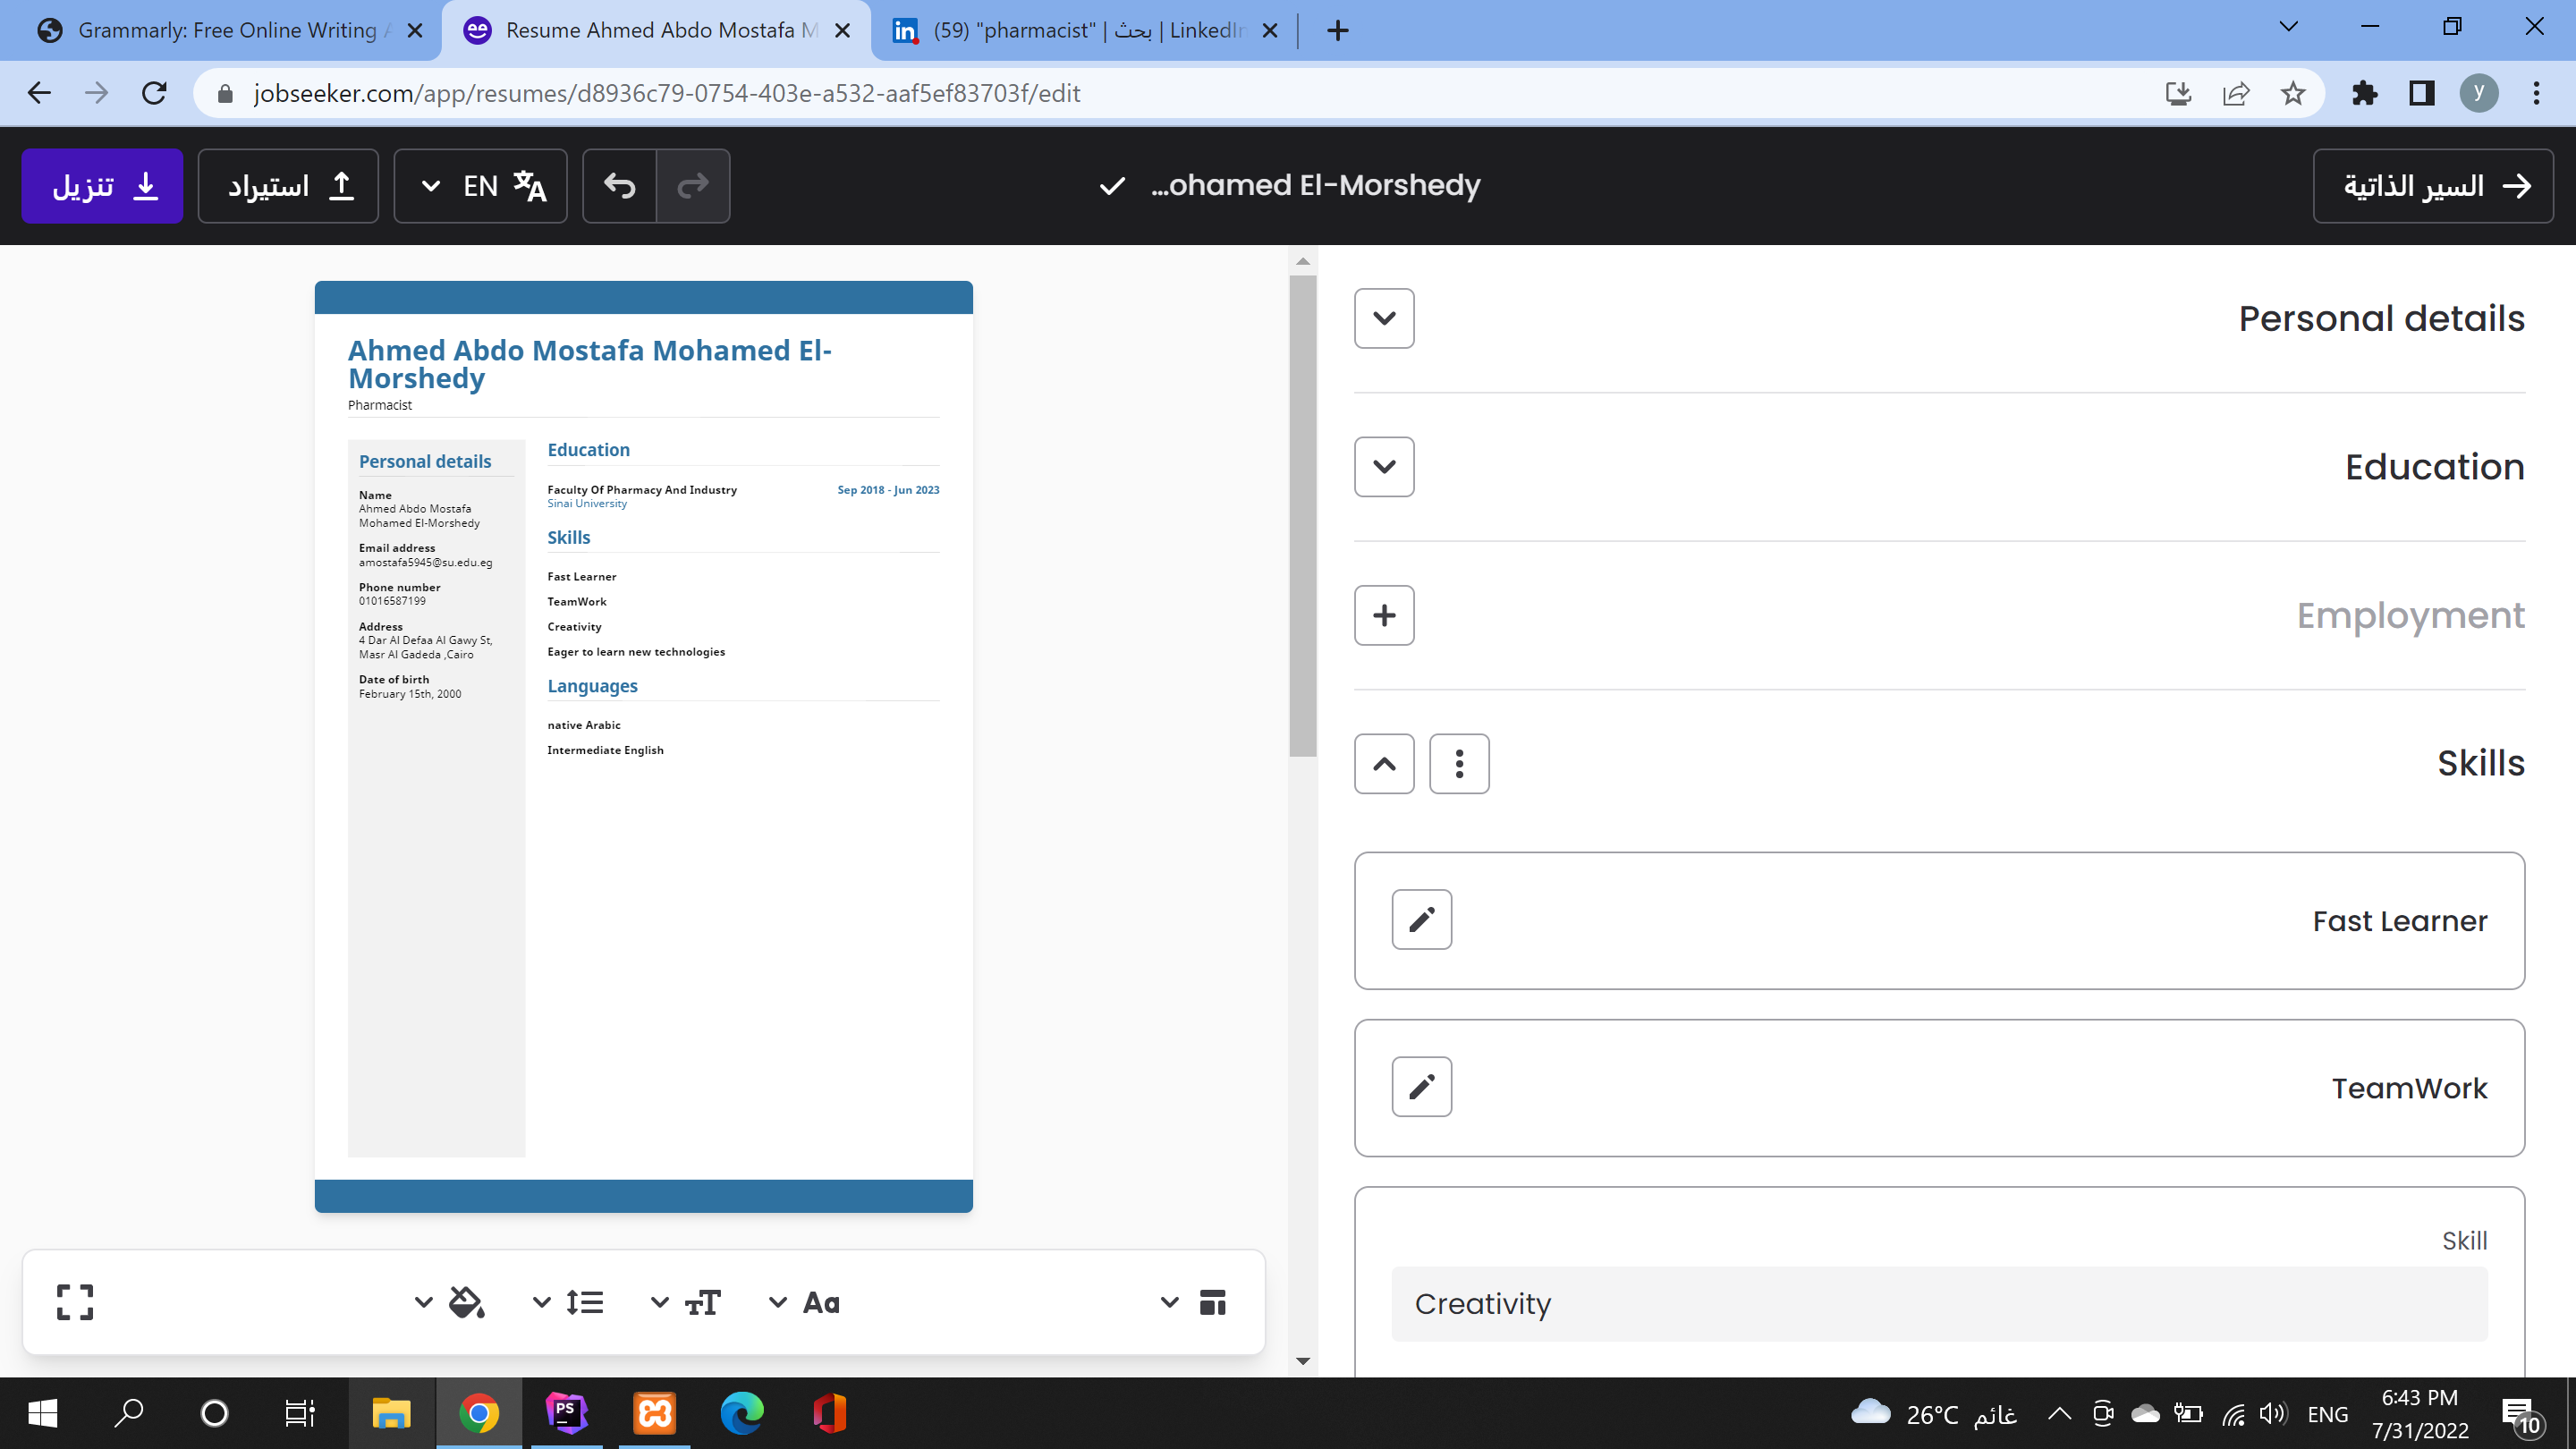 Grammarly: Free Online Writing A
Resume Ahmed Abdo Mostafa M
(59) "pharmacist" | بحث | LinkedIn
jobseeker.com/app/resumes/d8936c79-0754-403e-a532-aaf5ef83703f/edit
y
تنزيل
استيراد
EN
...ohamed El-Morshedy
السير الذاتية
Ahmed Abdo Mostafa Mohamed El-
Morshedy
Pharmacist
Personal details
Name
Ahmed Abdo Mostafa
Mohamed El-Morshedy
Email address
amostafa5945@su.edu.eg
Phone number
01016587199
Address
4 Dar Al Defaa Al Gawy St,
Masr Al Gadeda ,Cairo
Date of birth
February 15th, 2000
Education
Faculty Of Pharmacy And Industry
Sep 2018 - Jun 2023
Sinai University
Skills
Fast Learner
TeamWork
Creativity
Eager to learn new technologies
Languages
native Arabic
Intermediate English
Aa
Personal details
Education
Employment
Skills
Fast Learner
TeamWork
Skill
Creativity
PS
26°C غائم
ENG
6:43 PM
7/31/2022
10